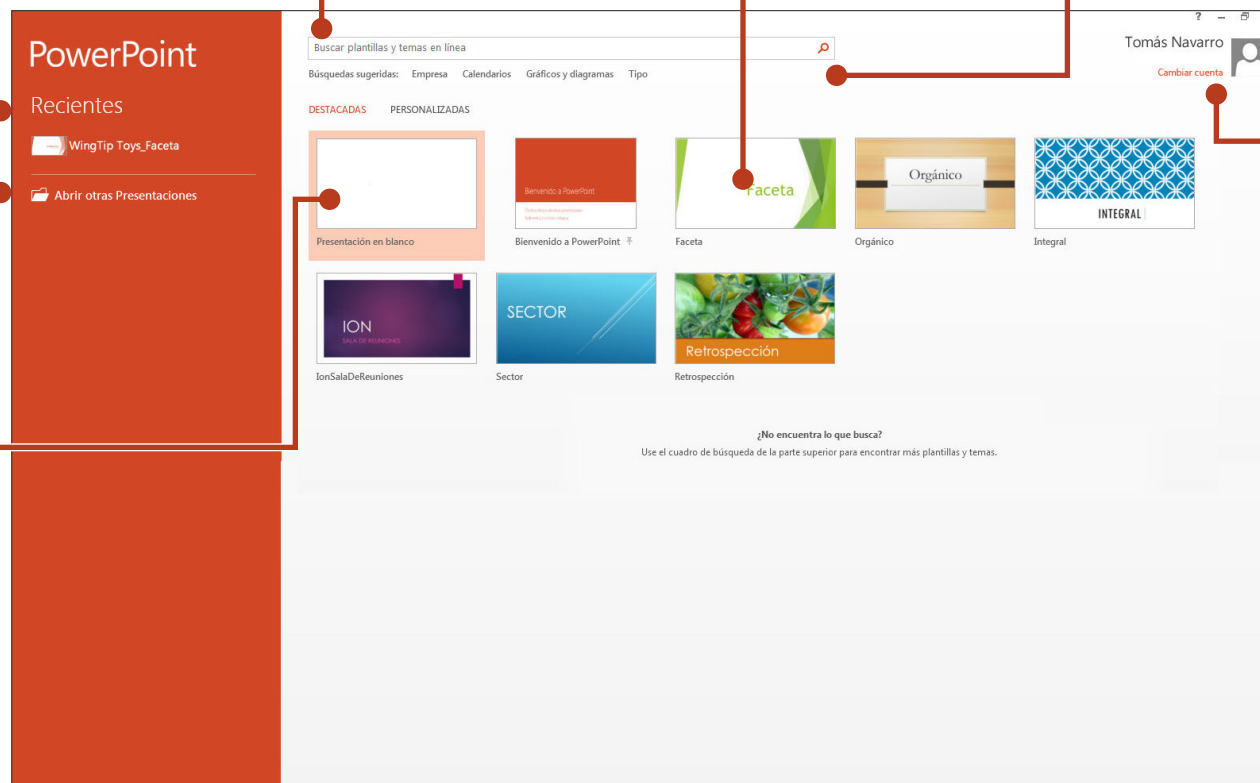 ?
PowerPoint
Recientes
WingTip Toys_Faceta
Abrir otras Presentaciones
Buscar plantillas y temas en línea
Búsquedas sugeridas: Empresa Calendarios Gráficos y diagramas Tipo
Tomás Navarro
Cambiar cuenta
DESTACADAS PERSONALIZADAS
Presentación en blanco
Bienvenido a PowerPoint
Bienvenido a PowerPoint
Faceta
Faceta
Orgánico
Orgánico
INTEGRAL
Integral
ION
SALA DE REUNIONES
IonSalaDeReuniones
SECTOR
Sector
Retrospección
Retrospección
¿No encuentra lo que busca?
Use el cuadro de búsqueda de la parte superior para encontrar más plantillas y temas.